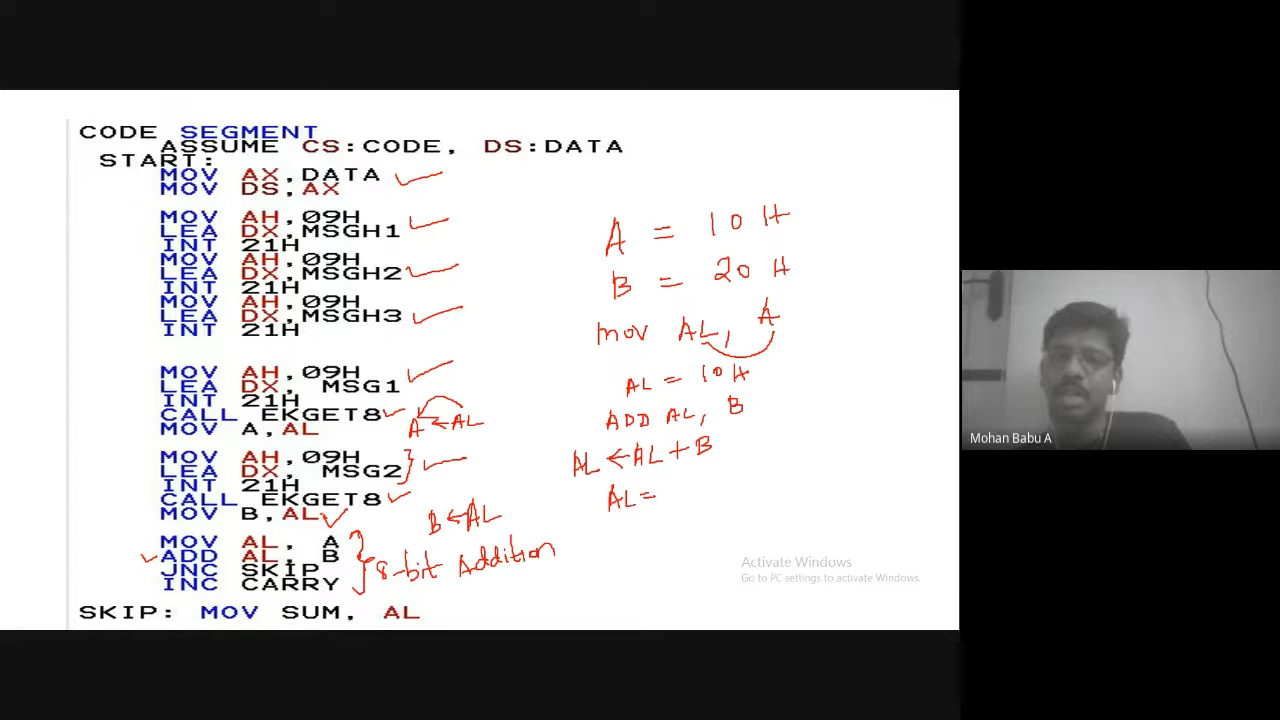 CODE SEGMENT
ASSUME CS:CODE, DS:DATA
START:
MOV AX,DATA
MOV DS,AX
MOV AH,09H
LEA DX,MSGH1
INT 21H
MOV AH,09H
LEA DX,MSGH2
INT 21H
MOV AH,09H
LEA DX,MSGH3
INT 21H
MOV AH,09H
LEA DX, MSG1
INT 21H
CALL EKGET8
MOV A,AL
MOV AH,09H
LEA DX, MSG2
INT 21H
CALL EKGET8
MOV B,AL
MOV AL, A
ADD AL, B
JNC SKIP
INC CARRY
SKIP: MOV SUM, AL
A ← AL
B ← AL
8-bit Addition
A = 10 H
B = 20 H
mov AL, A
AL = 10 H
ADD AL, B
AL ← AL + B
AL =
Activate Windows
Go to PC settings to activate Windows.
Mohan Babu A